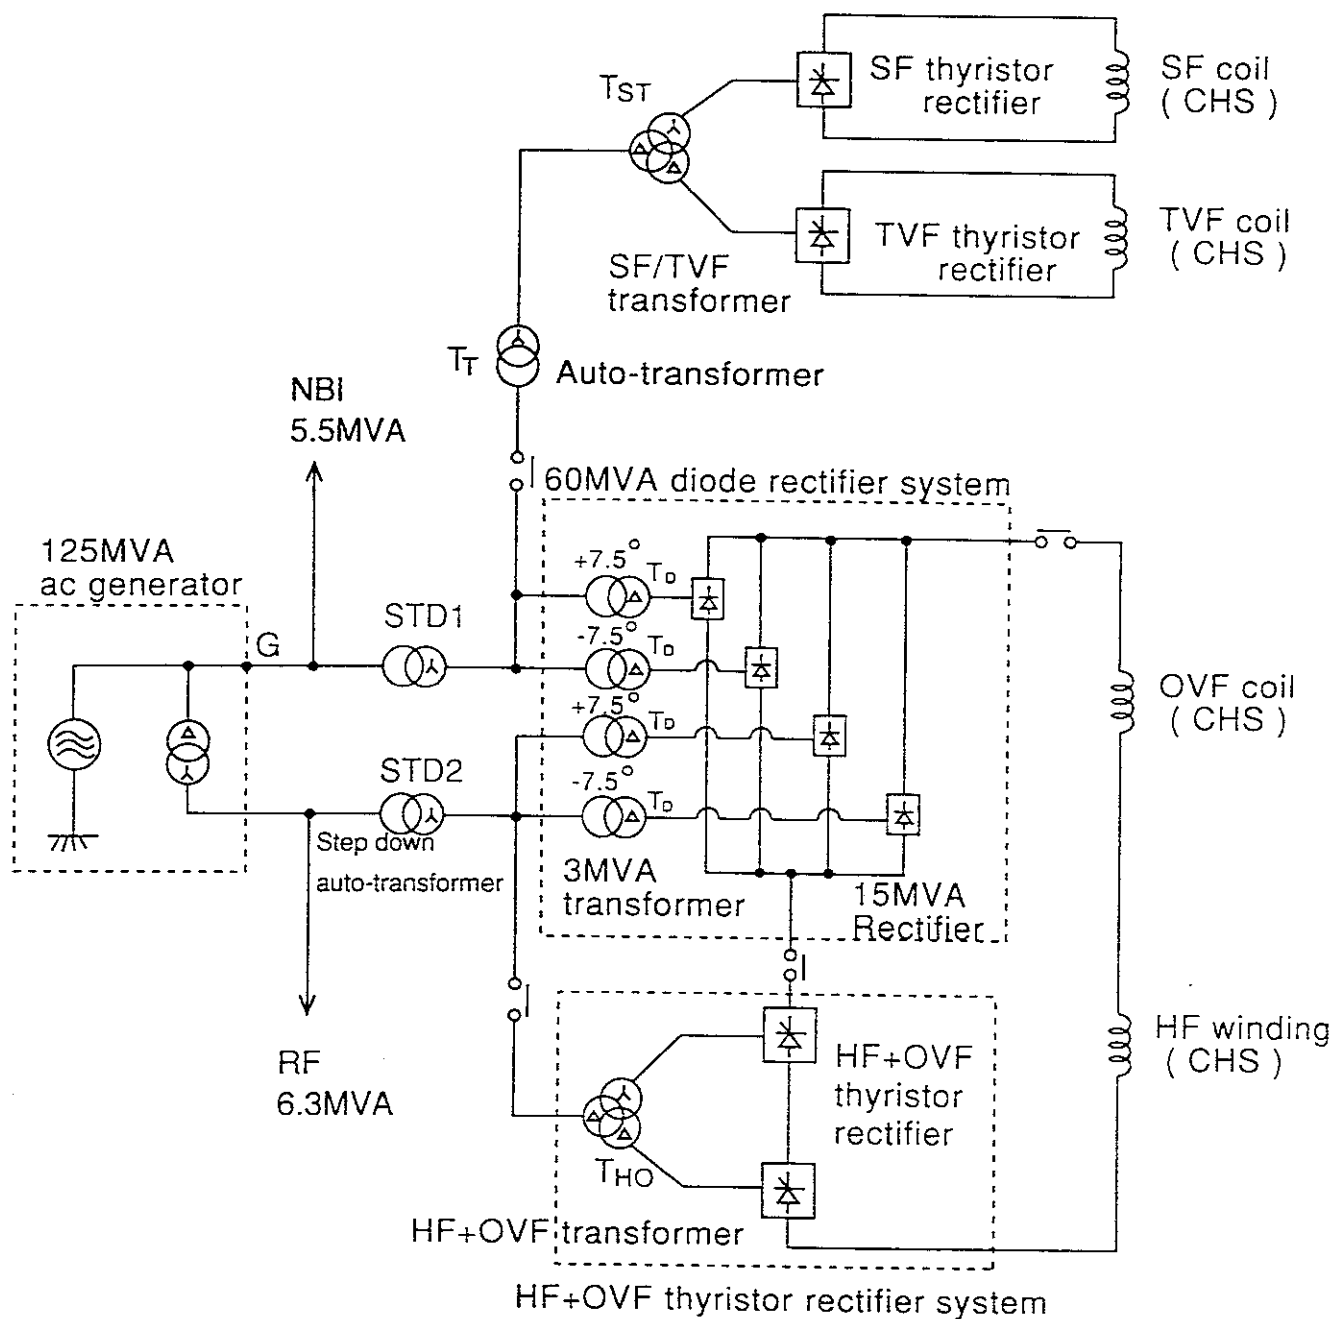 SF thyristor
rectifier
SF coil
( CHS )
TST
TVF thyristor
rectifier
TVF coil
( CHS )
SF/TVF
transformer
TT
Auto-transformer
NBI
5.5MVA
60MVA diode rectifier system
125MVA
ac generator
+7.5°
TD
STD1
G
-7.5°
TD
+7.5°
TD
OVF coil
( CHS )
STD2
-7.5°
TD
Step down
auto-transformer
3MVA
transformer
15MVA
Rectifier
RF
6.3MVA
HF+OVF
thyristor
rectifier
HF winding
( CHS )
THO
HF+OVF transformer
HF+OVF thyristor rectifier system